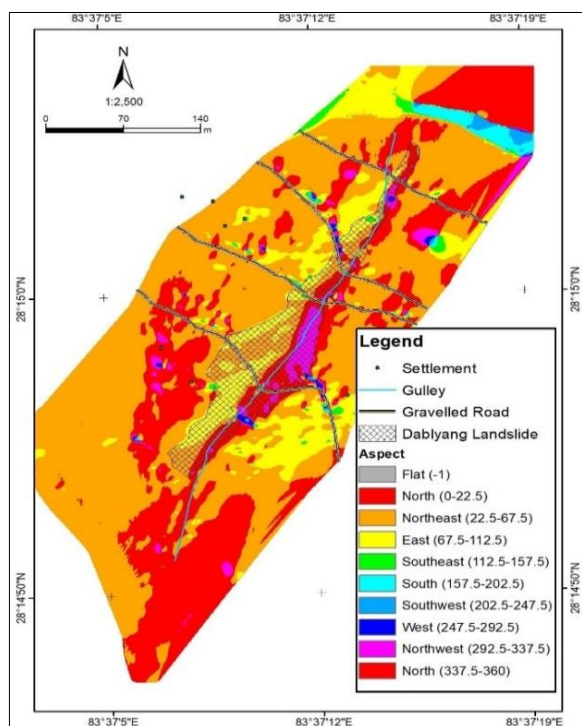 83°37'5"E 83°37'12"E 83°37'19"E
N
1:2,500
0 70 140
m
28°15'0"N 28°15'0"N
Legend
Settlement
Gulley
Gravelled Road
Dablyang Landslide
Aspect
Flat (-1)
North (0-22.5)
Northeast (22.5-67.5)
East (67.5-112.5)
Southeast (112.5-157.5)
South (157.5-202.5)
Southwest (202.5-247.5)
West (247.5-292.5)
Northwest (292.5-337.5)
North (337.5-360)
28°14'50"N 28°14'50"N
83°37'5"E 83°37'12"E 83°37'19"E